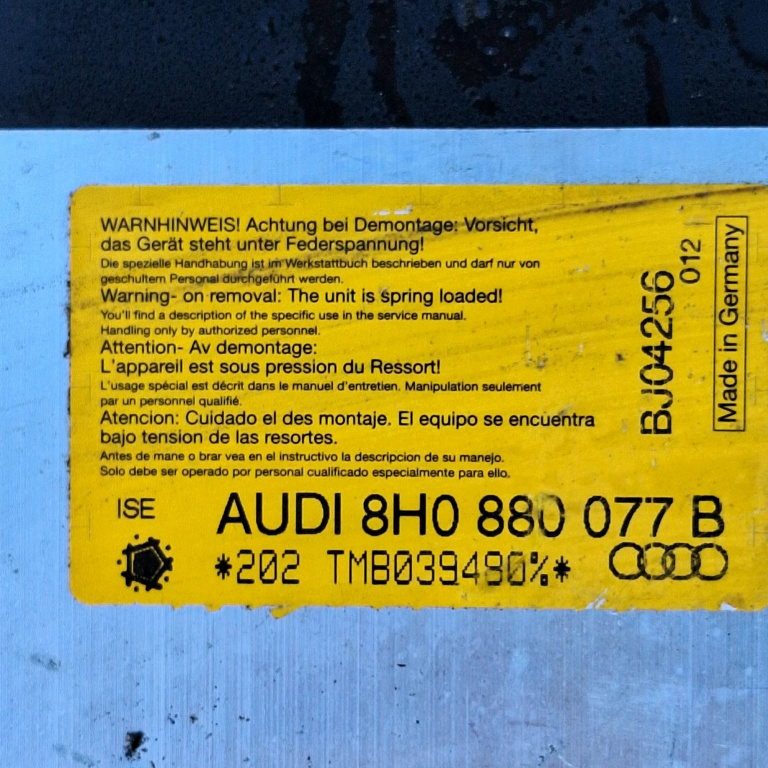 WARNHINWEIS! Achtung bei Demontage: Vorsicht,
das Gerät steht unter Federspannung!
Die spezielle Handhabung ist im Werkstattbuch beschrieben und darf nur von
geschultem Personal durchgeführt werden.
Warning- on removal: The unit is spring loaded!
You'll find a description of the specific use in the service manual.
Handling only by authorized personnel.
Attention- Av demontage:
L'appareil est sous pression du Ressort!
L'usage spécial est décrit dans le manuel d'entretien. Manipulation seulement
par un personnel qualifié.
Atencion: Cuidado el des montaje. El equipo se encuentra
bajo tension de las resortes.
Antes de mane o brar vea en el instructivo la descripcion de su manejo.
Solo debe ser operado por personal cualificado especialmente para ello.
ISE
AUDI 8H0 880 077 B
*202 TMB039490%*
BJ04256
012
Made in Germany